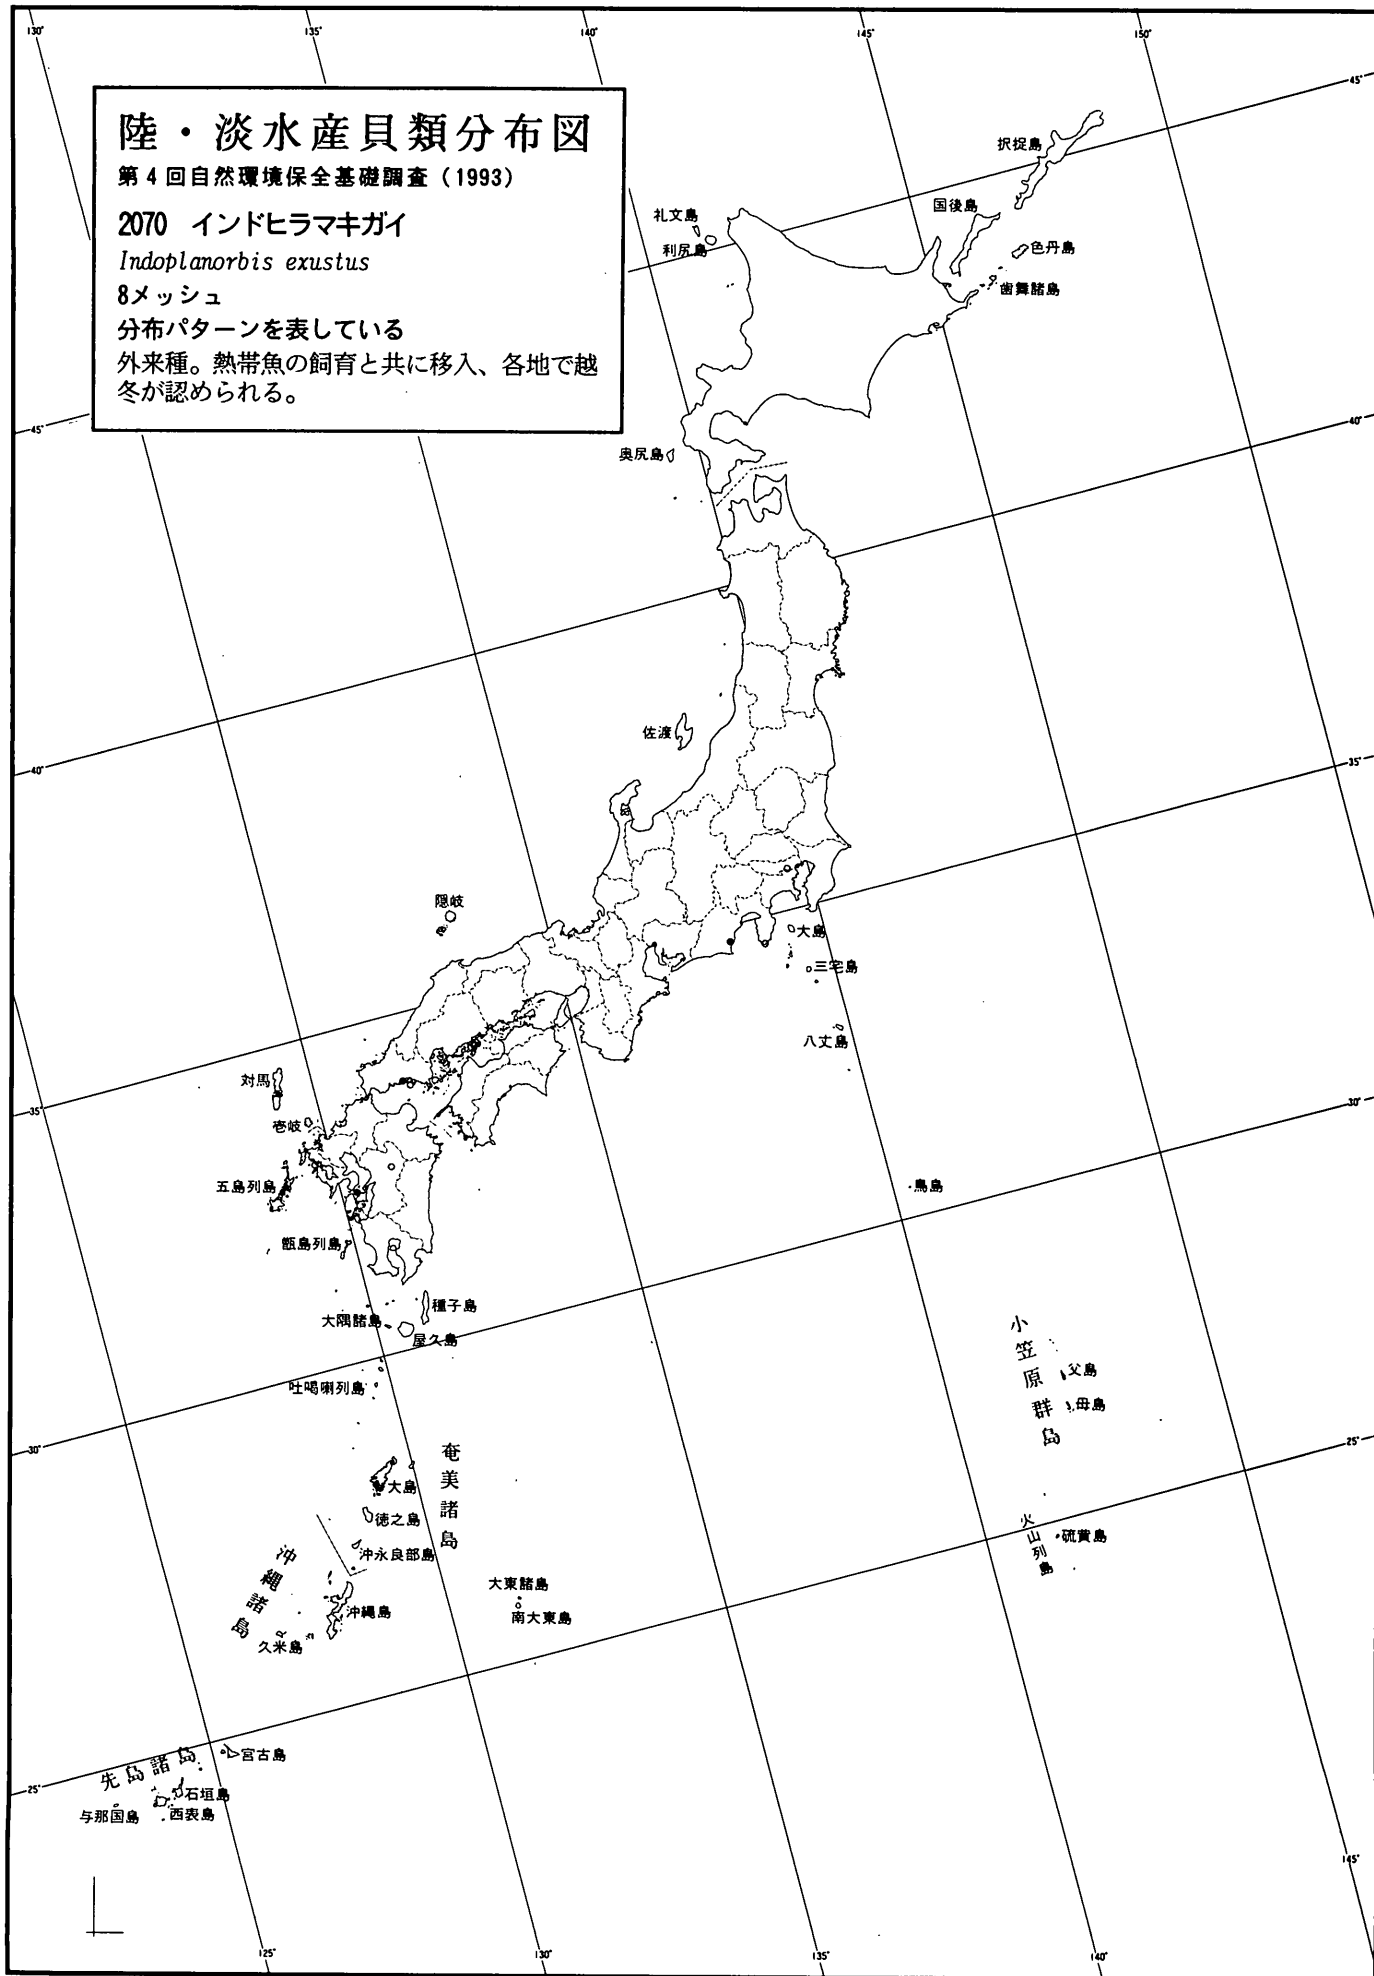 130°
135°
140°
145°
150°
45°
陸・淡水産貝類分布図
第4回自然環境保全基礎調査（1993）
2070 インドヒラマキガイ
Indoplanorbis exustus
8メッシュ
分布パターンを表している
外来種。熱帯魚の飼育と共に移入、各地で越
冬が認められる。
択捉島
国後島
色丹島
歯舞諸島
礼文島
利尻島
40°
45°
奥尻島
佐渡
35°
40°
隠岐
大島
三宅島
八丈島
対馬
壱岐
35°
30°
五島列島
鳥島
甑島列島
種子島
大隅諸島
屋久島
吐噶喇列島
小笠原群島
父島
母島
25°
30°
奄美諸島
大島
徳之島
沖永良部島
火山列島
硫黄島
沖縄諸島
沖縄島
久米島
大東諸島
南大東島
先島諸島
宮古島
石垣島
西表島
与那国島
25°
145°
125°
130°
135°
140°